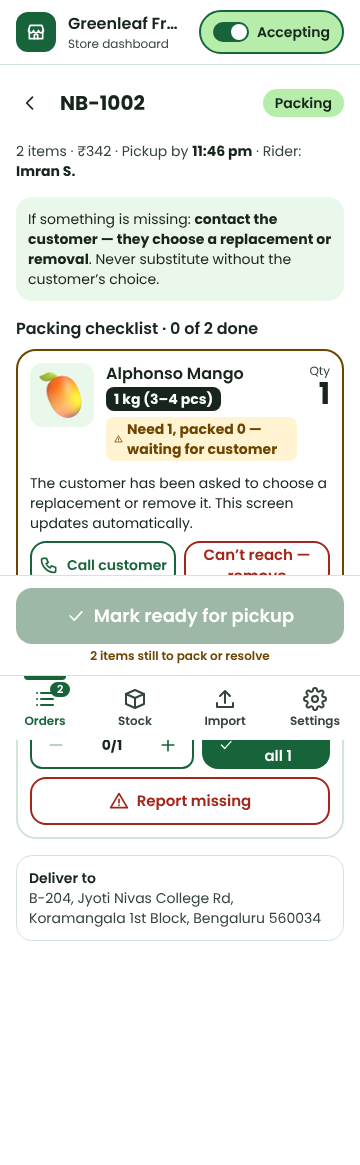 Greenleaf Fr…
Store dashboard
Accepting
NB-1002
Packing
2 items · ₹342 · Pickup by 11:46 pm · Rider:
Imran S.
If something is missing: contact the
customer — they choose a replacement or
removal. Never substitute without the
customer's choice.
Packing checklist · 0 of 2 done
Alphonso Mango
Qty
1 kg (3–4 pcs)
1
Need 1, packed 0 —
waiting for customer
The customer has been asked to choose a
replacement or remove it. This screen
updates automatically.
Call customer
Can't reach —
Mark ready for pickup
2 items still to pack or resolve
2
Orders
Stock
Import
Settings
0/1
all 1
Report missing
Deliver to
B-204, Jyoti Nivas College Rd,
Koramangala 1st Block, Bengaluru 560034